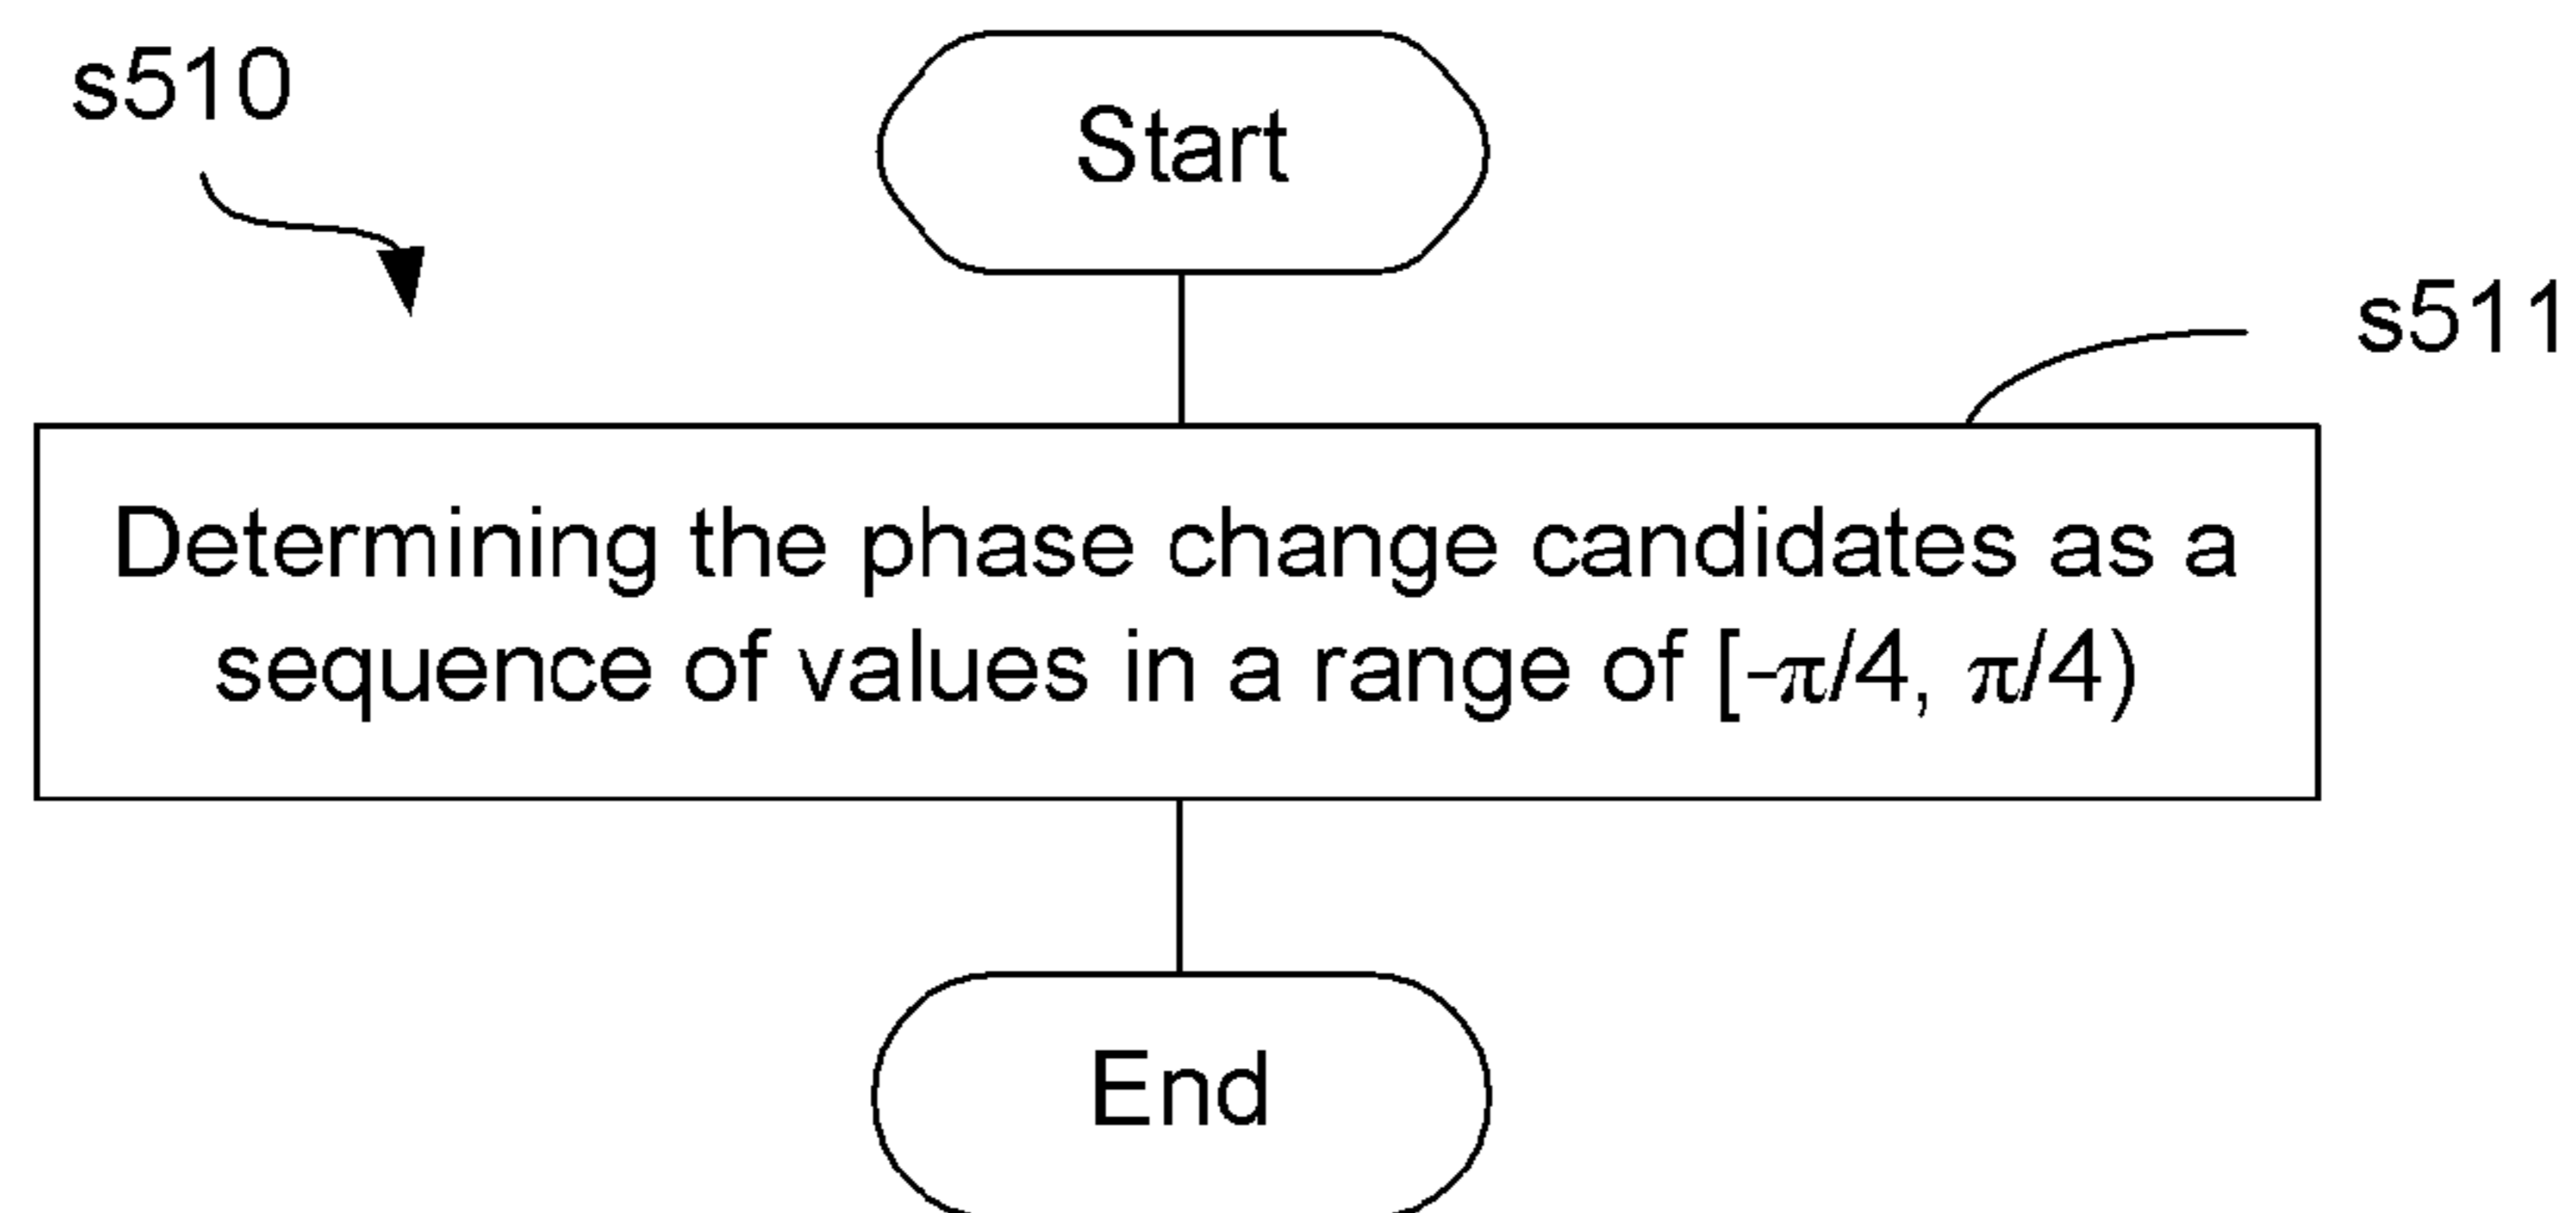 s510
Start
s511
Determining the phase change candidates as a
sequence of values in a range of [-π/4, π/4)
End